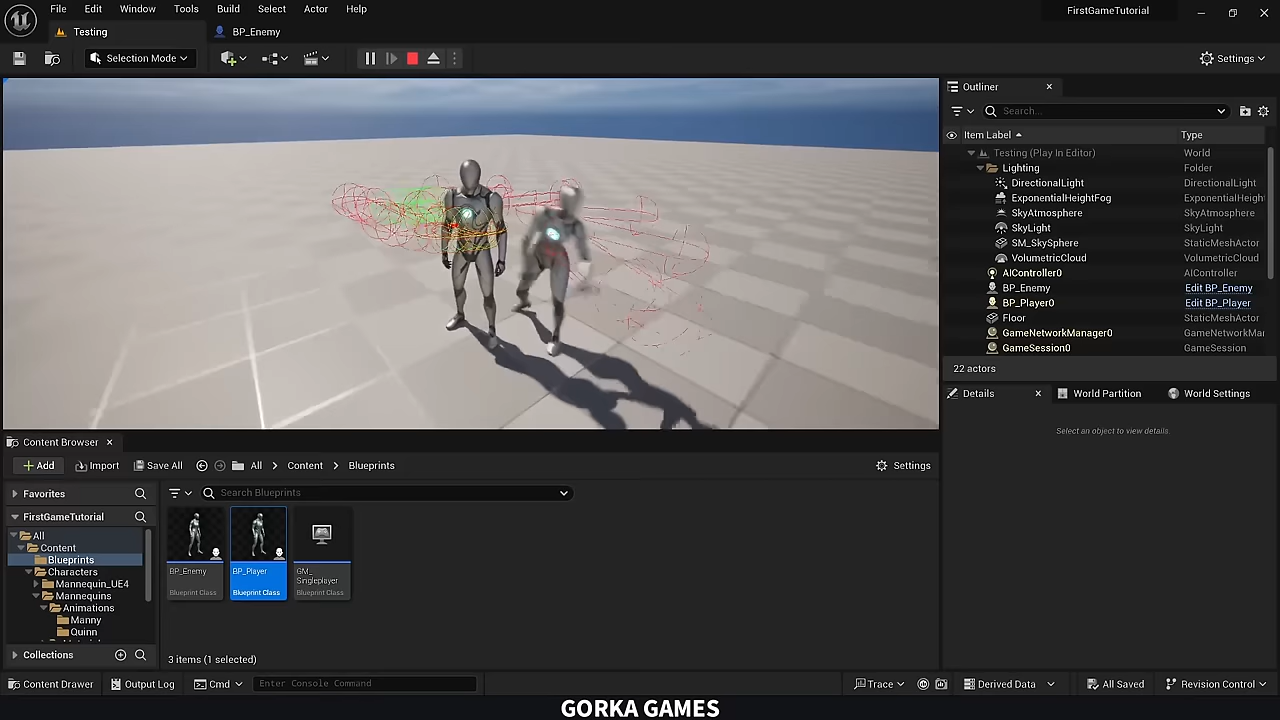 File Edit Window Tools Build Select Actor Help
FirstGameTutorial
Testing
BP_Enemy
Selection Mode
Settings
Outliner
Search...
Item Label
Type
Testing (Play In Editor)
World
Lighting
Folder
DirectionalLight
DirectionalLight
ExponentialHeightFog
ExponentialHeight
SkyAtmosphere
SkyAtmosphere
SkyLight
SkyLight
SM_SkySphere
StaticMeshActor
VolumetricCloud
VolumetricCloud
AIController0
AIController
BP_Enemy
Edit BP_Enemy
BP_Player0
Edit BP_Player
Floor
StaticMeshActor
GameNetworkManager0
GameNetworkMar
GameSession0
GameSession
22 actors
Details
World Partition
World Settings
Select an object to view details.
Content Browser
Add
Import
Save All
All
Content
Blueprints
Settings
Favorites
Search Blueprints
FirstGameTutorial
All
Content
Blueprints
Characters
Mannequin_UE4
Mannequins
Animations
Manny
Quinn
Collections
BP_Enemy
Blueprint Class
BP_Player
Blueprint Class
GM_
Singleplayer
Blueprint Class
3 items (1 selected)
Content Drawer
Output Log
Cmd
Enter Console Command
Trace
Derived Data
All Saved
Revision Control
GORKA GAMES